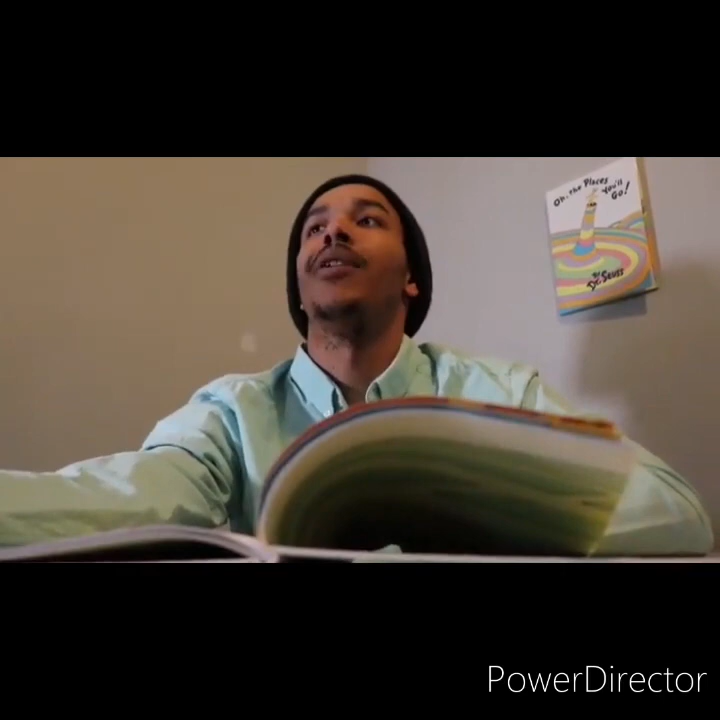 Oh, the Places
You'll
Go!
By
Dr. Seuss
PowerDirector